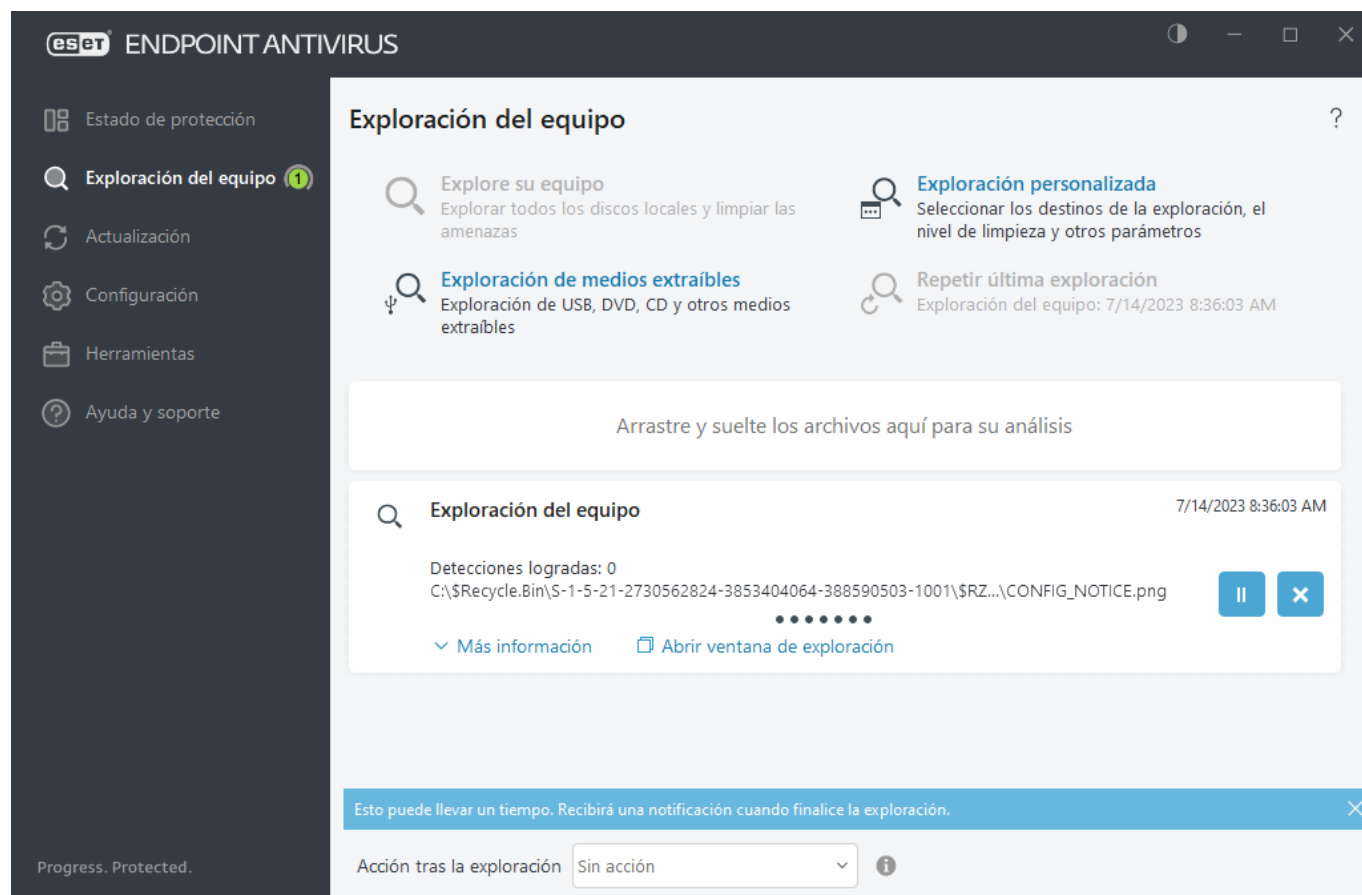 eset ENDPOINT ANTIVIRUS
Estado de protección
Exploración del equipo 1
Actualización
Configuración
Herramientas
Ayuda y soporte
Progress. Protected.
Exploración del equipo ?
Explore su equipo
Explorar todos los discos locales y limpiar las
amenazas
Exploración personalizada
Seleccionar los destinos de la exploración, el
nivel de limpieza y otros parámetros
Exploración de medios extraíbles
Exploración de USB, DVD, CD y otros medios
extraíbles
Repetir última exploración
Exploración del equipo: 7/14/2023 8:36:03 AM
Arrastre y suelte los archivos aquí para su análisis
Exploración del equipo 7/14/2023 8:36:03 AM
Detecciones logradas: 0
C:\$Recycle.Bin\S-1-5-21-2730562824-3853404064-388590503-1001\$RZ...\CONFIG_NOTICE.png
Más información Abrir ventana de exploración
Esto puede llevar un tiempo. Recibirá una notificación cuando finalice la exploración.
Acción tras la exploración Sin acción